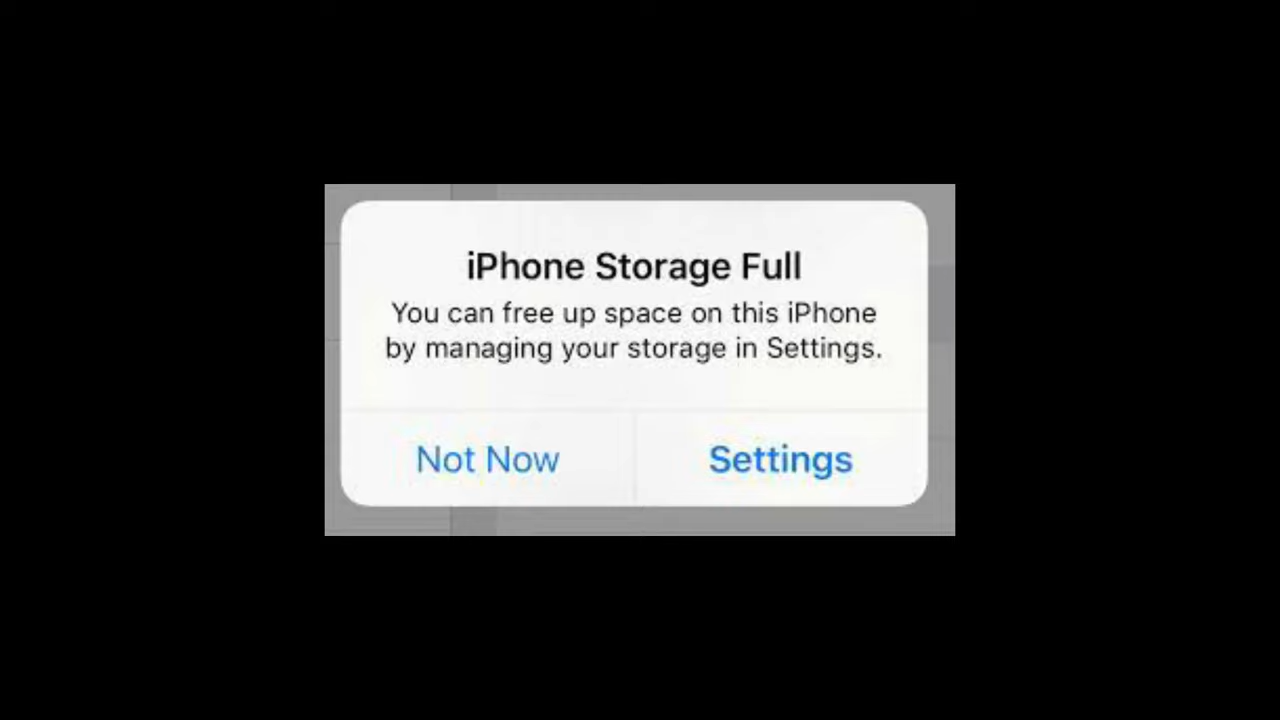 iPhone Storage Full
You can free up space on this iPhone
by managing your storage in Settings.
Not Now
Settings